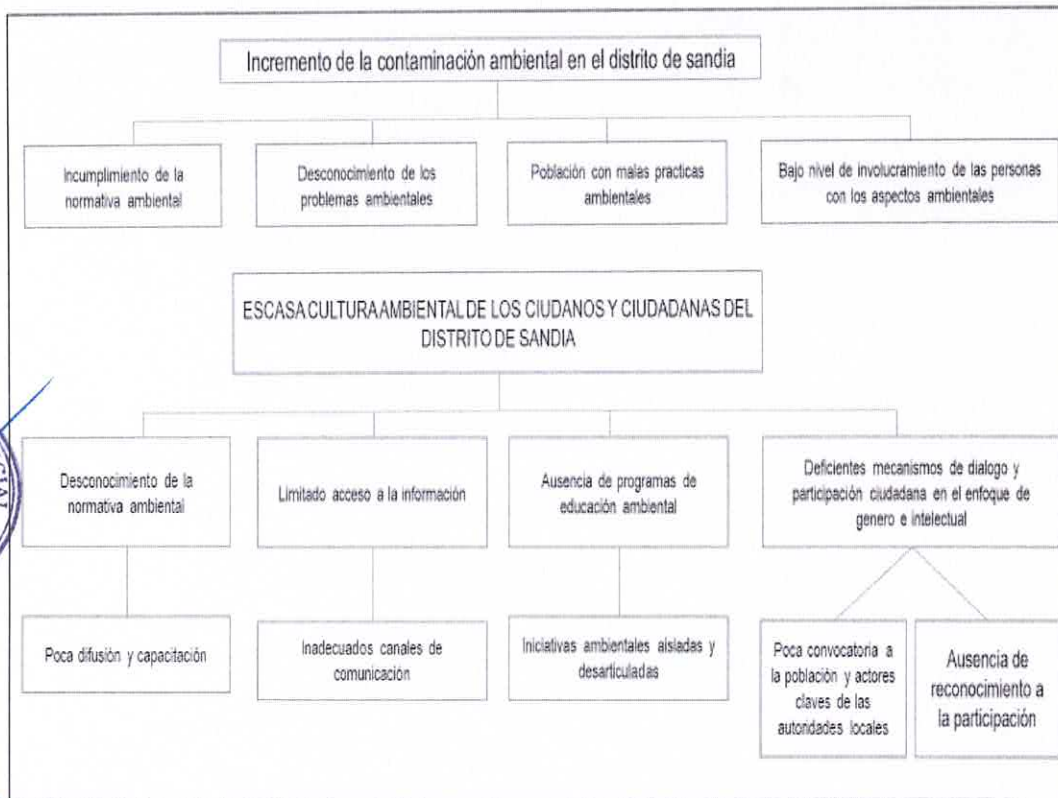 Incremento de la contaminación ambiental en el distrito de sandia
Incumplimiento de la
normativa ambiental
Desconocimiento de los
problemas ambientales
Población con malas practicas
ambientales
Bajo nivel de involucramiento de las personas
con los aspectos ambientales
ESCASA CULTURA AMBIENTAL DE LOS CIUDANOS Y CIUDADANAS DEL
DISTRITO DE SANDIA
Desconocimiento de la
normativa ambiental
Limitado acceso a la información
Ausencia de programas de
educación ambiental
Deficientes mecanismos de dialogo y
participación ciudadana en el enfoque de
genero e intelectual
Poca difusión y capacitación
Inadecuados canales de
comunicación
Iniciativas ambientales aisladas y
desarticuladas
Poca convocatoria a
la población y actores
claves de las
autoridades locales
Ausencia de
reconocimiento a
la participación